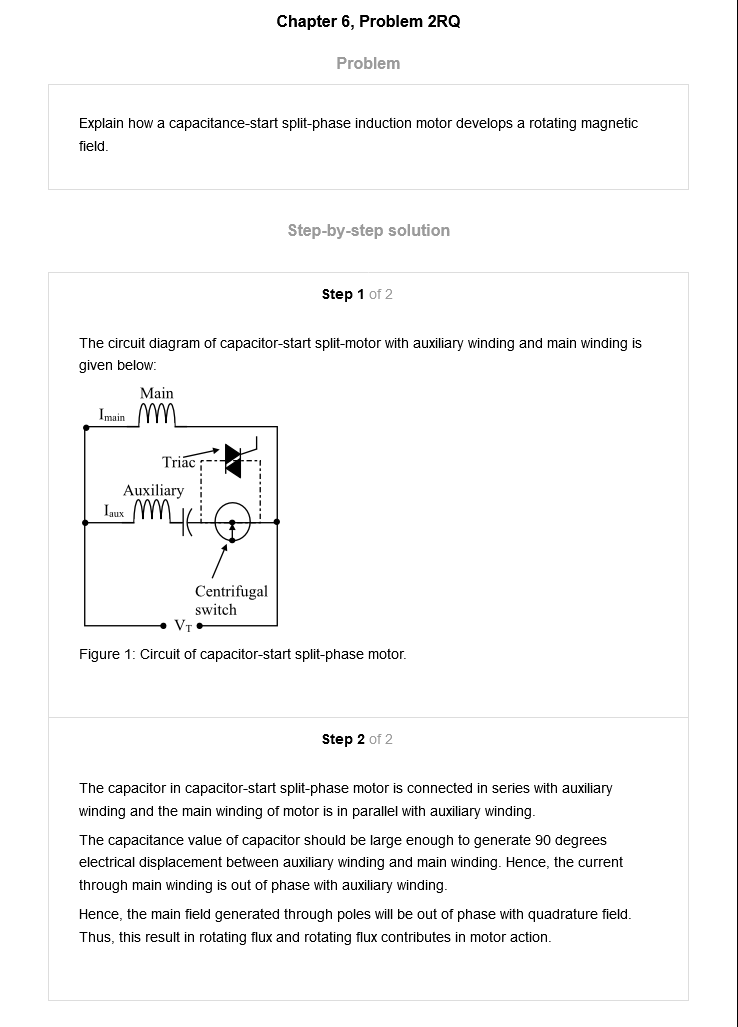 Chapter 6, Problem 2RQ
Problem
Explain how a capacitance-start split-phase induction motor develops a rotating magnetic
field.
Step-by-step solution
Step 1 of 2
The circuit diagram of capacitor-start split-motor with auxiliary winding and main winding is
given below:
Main
Imain
Triac
Auxiliary
Iaux
Centrifugal
switch
VT
Figure 1: Circuit of capacitor-start split-phase motor.
Step 2 of 2
The capacitor in capacitor-start split-phase motor is connected in series with auxiliary
winding and the main winding of motor is in parallel with auxiliary winding.
The capacitance value of capacitor should be large enough to generate 90 degrees
electrical displacement between auxiliary winding and main winding. Hence, the current
through main winding is out of phase with auxiliary winding.
Hence, the main field generated through poles will be out of phase with quadrature field.
Thus, this result in rotating flux and rotating flux contributes in motor action.